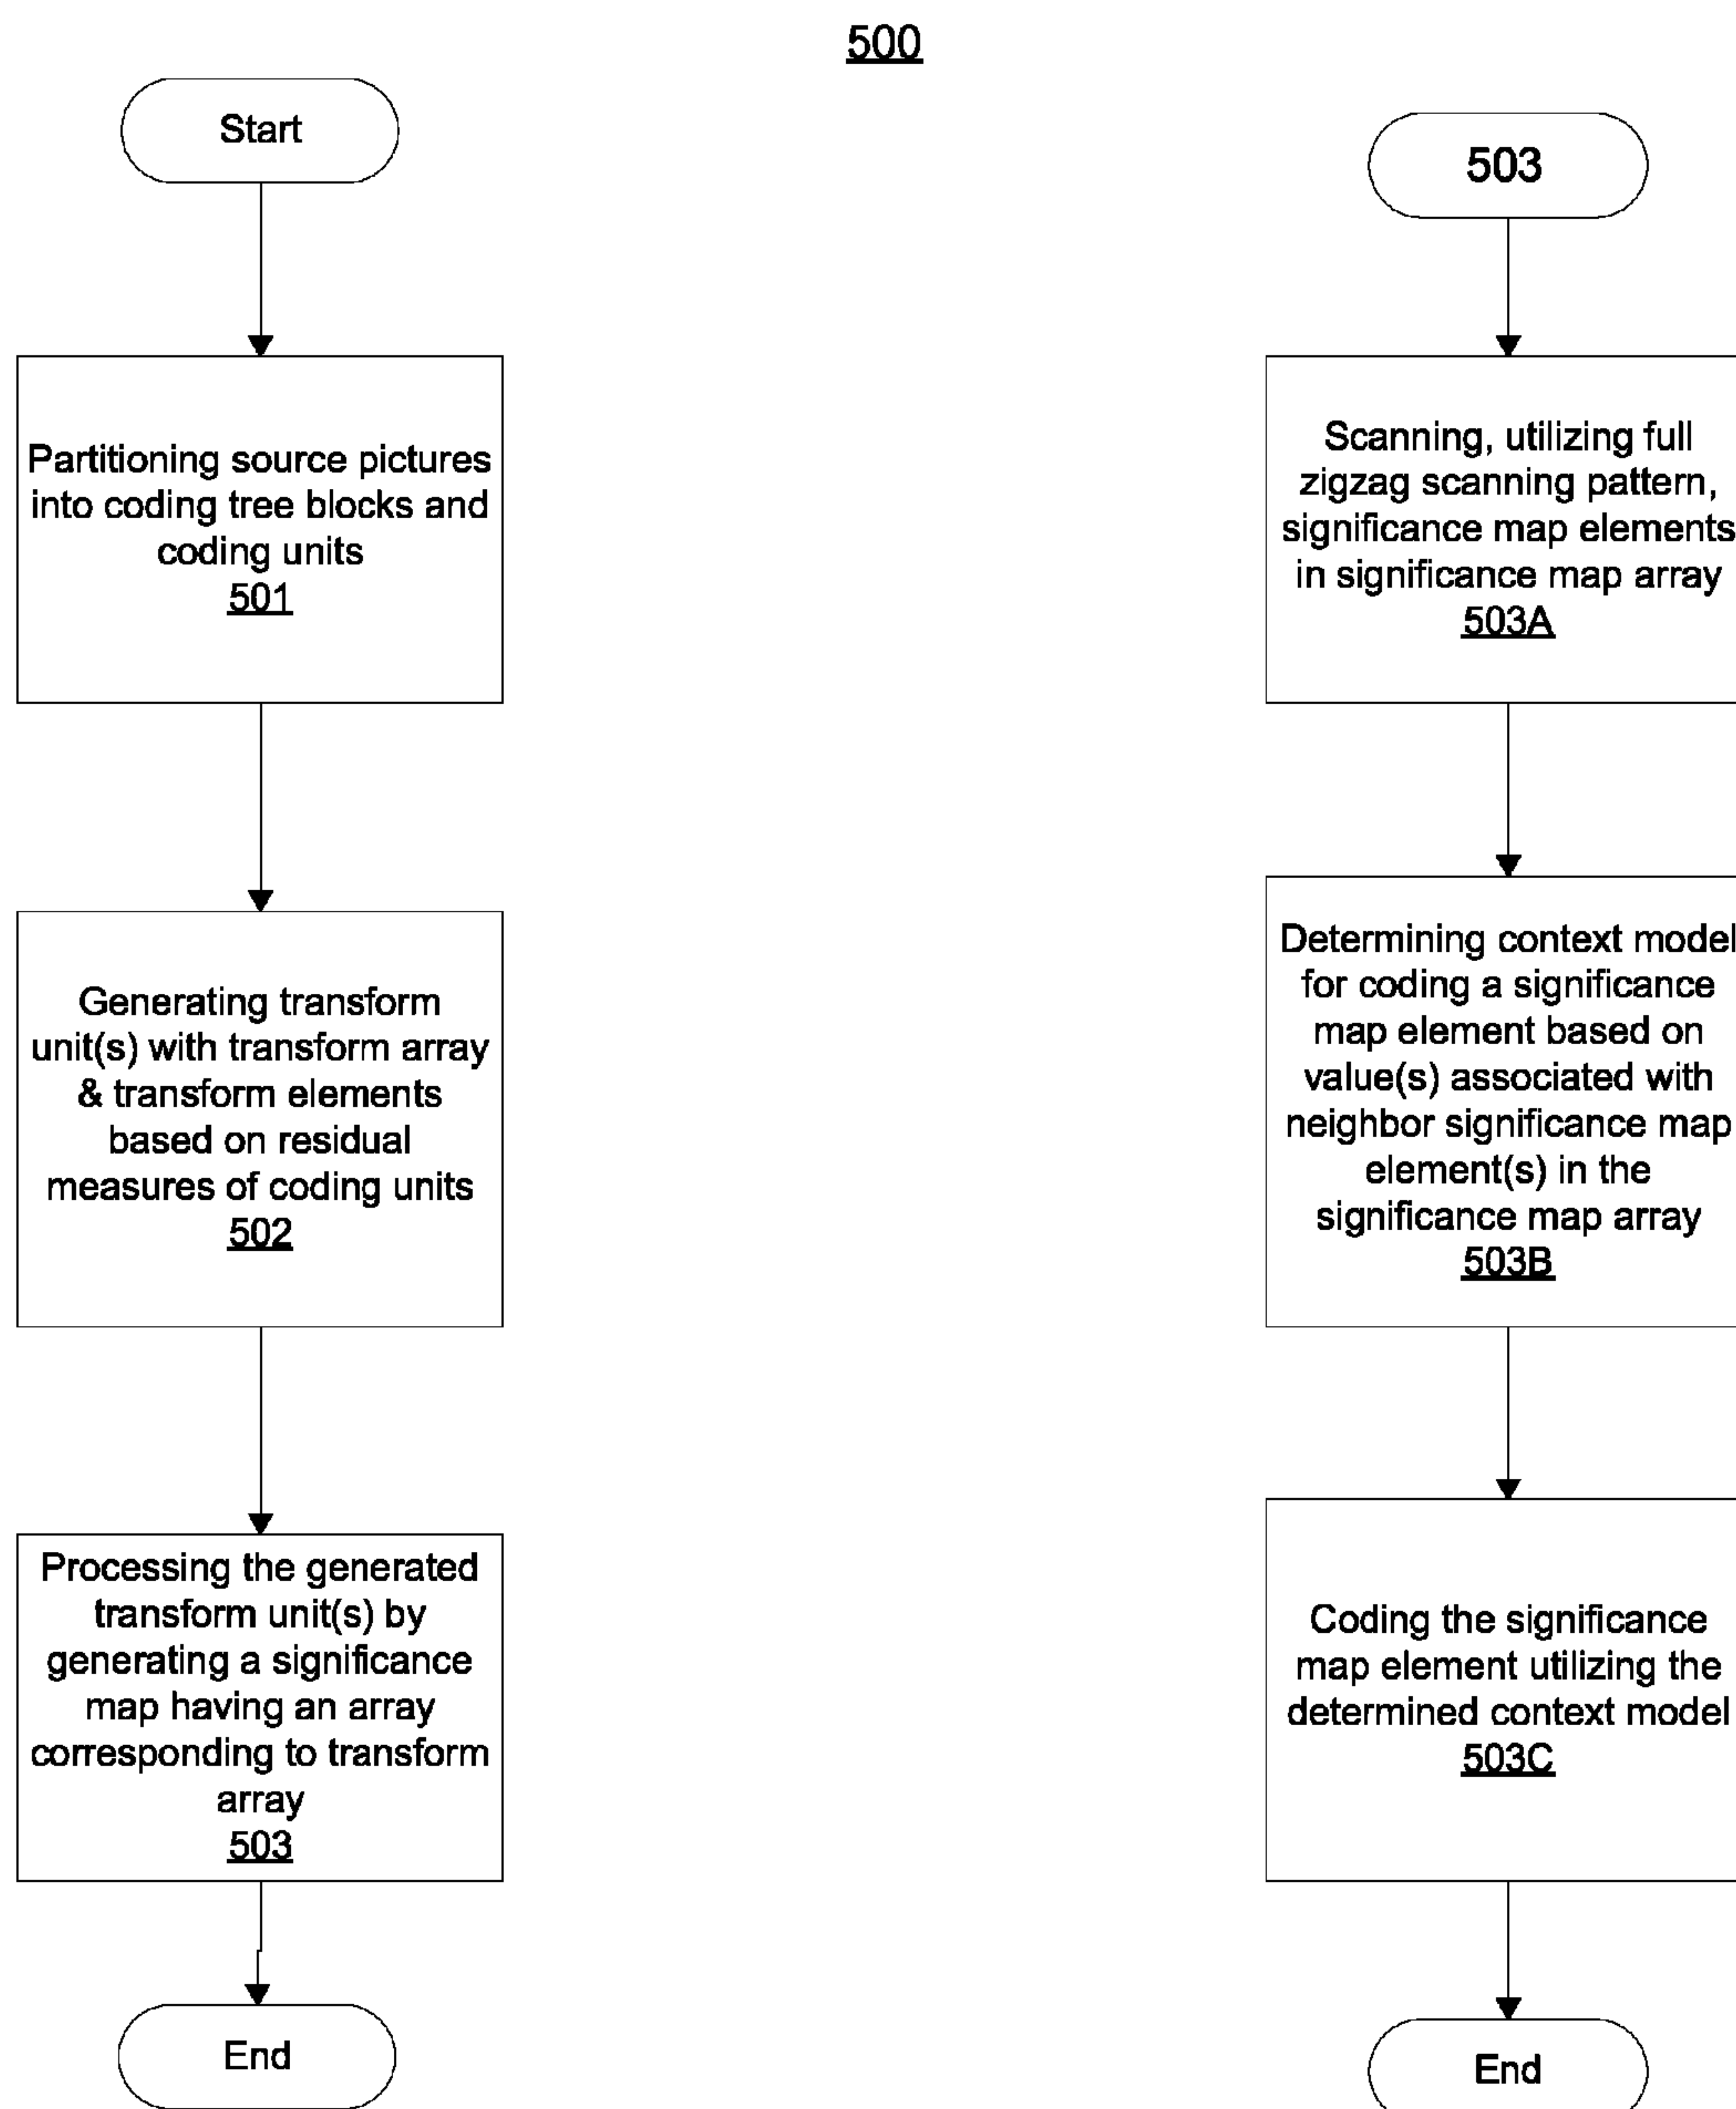 500
Start
Partitioning source pictures
into coding tree blocks and
coding units
501
Generating transform
unit(s) with transform array
& transform elements
based on residual
measures of coding units
502
Processing the generated
transform unit(s) by
generating a significance
map having an array
corresponding to transform
array
503
End
503
Scanning, utilizing full
zigzag scanning pattern,
significance map elements
in significance map array
503A
Determining context model
for coding a significance
map element based on
value(s) associated with
neighbor significance map
element(s) in the
significance map array
503B
Coding the significance
map element utilizing the
determined context model
503C
End